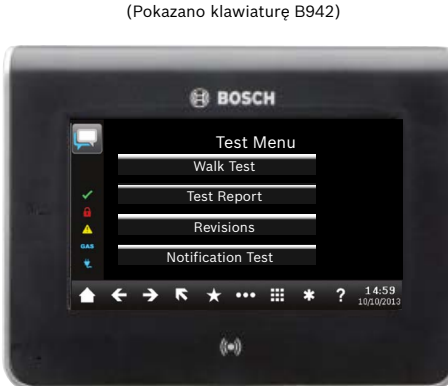 (Pokazano klawiaturę B942)
BOSCH
Test Menu
Walk Test
Test Report
Revisions
GAS
Notification Test
? 14:59
10/10/2013